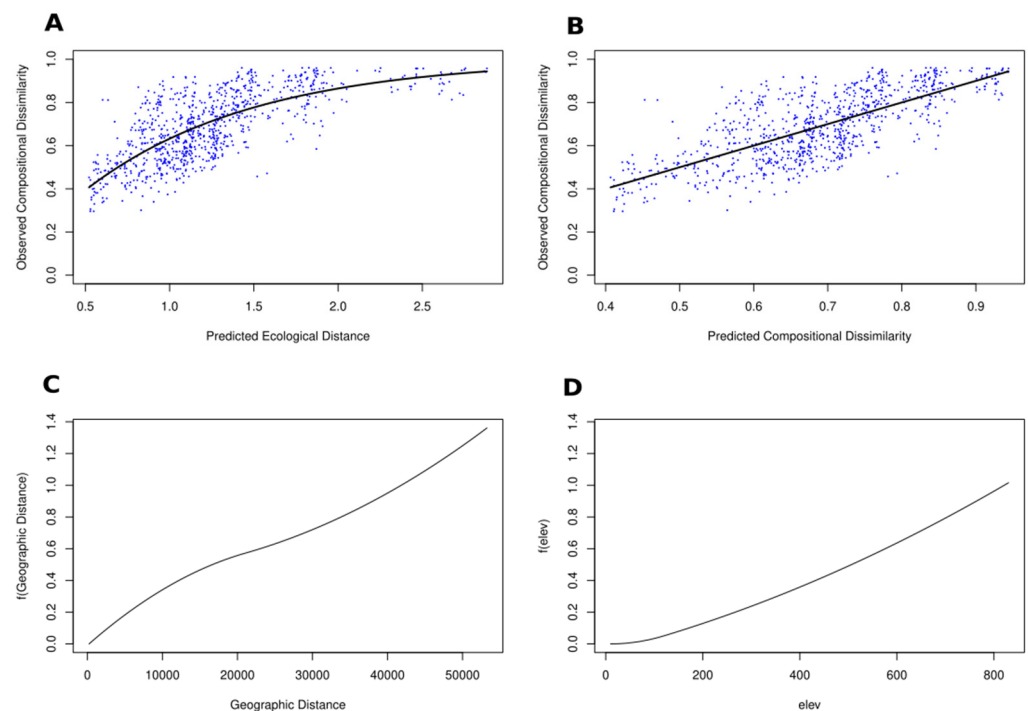 A
Observed Compositional Dissimilarity
0.0 0.2 0.4 0.6 0.8 1.0
0.5 1.0 1.5 2.0 2.5
Predicted Ecological Distance
B
Observed Compositional Dissimilarity
0.0 0.2 0.4 0.6 0.8 1.0
0.4 0.5 0.6 0.7 0.8 0.9
Predicted Compositional Dissimilarity
C
f(Geographic Distance)
0.0 0.2 0.4 0.6 0.8 1.0 1.2 1.4
0 10000 20000 30000 40000 50000
Geographic Distance
D
f(elev)
0.0 0.2 0.4 0.6 0.8 1.0 1.2 1.4
0 200 400 600 800
elev